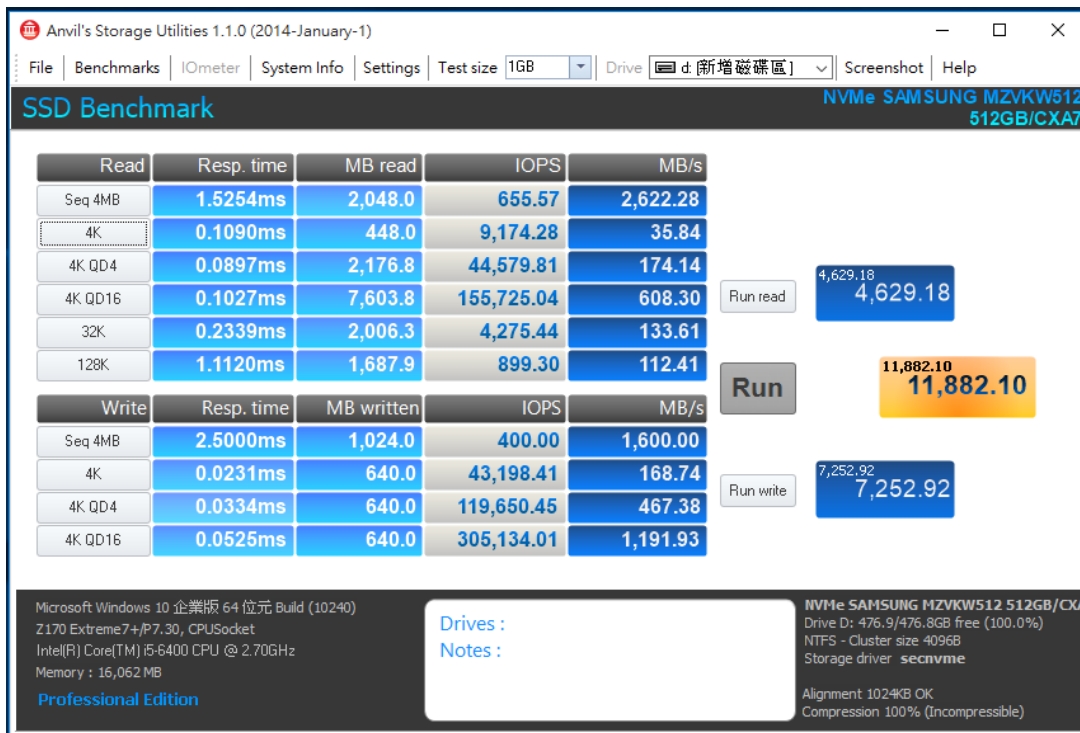 Anvil's Storage Utilities 1.1.0 (2014-January-1)
File Benchmarks IOmeter System Info Settings Test size 1GB Drive d: [新增磁碟區] Screenshot Help
SSD Benchmark
NVMe SAMSUNG MZVKW512
512GB/CXA7
Read Resp. time MB read IOPS MB/s
Seq 4MB 1.5254ms 2,048.0 655.57 2,622.28
4K 0.1090ms 448.0 9,174.28 35.84
4K QD4 0.0897ms 2,176.8 44,579.81 174.14
4K QD16 0.1027ms 7,603.8 155,725.04 608.30
32K 0.2339ms 2,006.3 4,275.44 133.61
128K 1.1120ms 1,687.9 899.30 112.41
Run read
4,629.18
4,629.18
Run
11,882.10
11,882.10
Write Resp. time MB written IOPS MB/s
Seq 4MB 2.5000ms 1,024.0 400.00 1,600.00
4K 0.0231ms 640.0 43,198.41 168.74
4K QD4 0.0334ms 640.0 119,650.45 467.38
4K QD16 0.0525ms 640.0 305,134.01 1,191.93
Run write
7,252.92
7,252.92
Microsoft Windows 10 企業版 64 位元 Build (10240)
Z170 Extreme7+/P7.30, CPUSocket
Intel(R) Core(TM) i5-6400 CPU @ 2.70GHz
Memory : 16,062 MB
Professional Edition
Drives :
Notes :
NVMe SAMSUNG MZVKW512 512GB/CXA
Drive D: 476.9/476.8GB free (100.0%)
NTFS - Cluster size 4096B
Storage driver secnvme
Alignment 1024KB OK
Compression 100% (Incompressible)